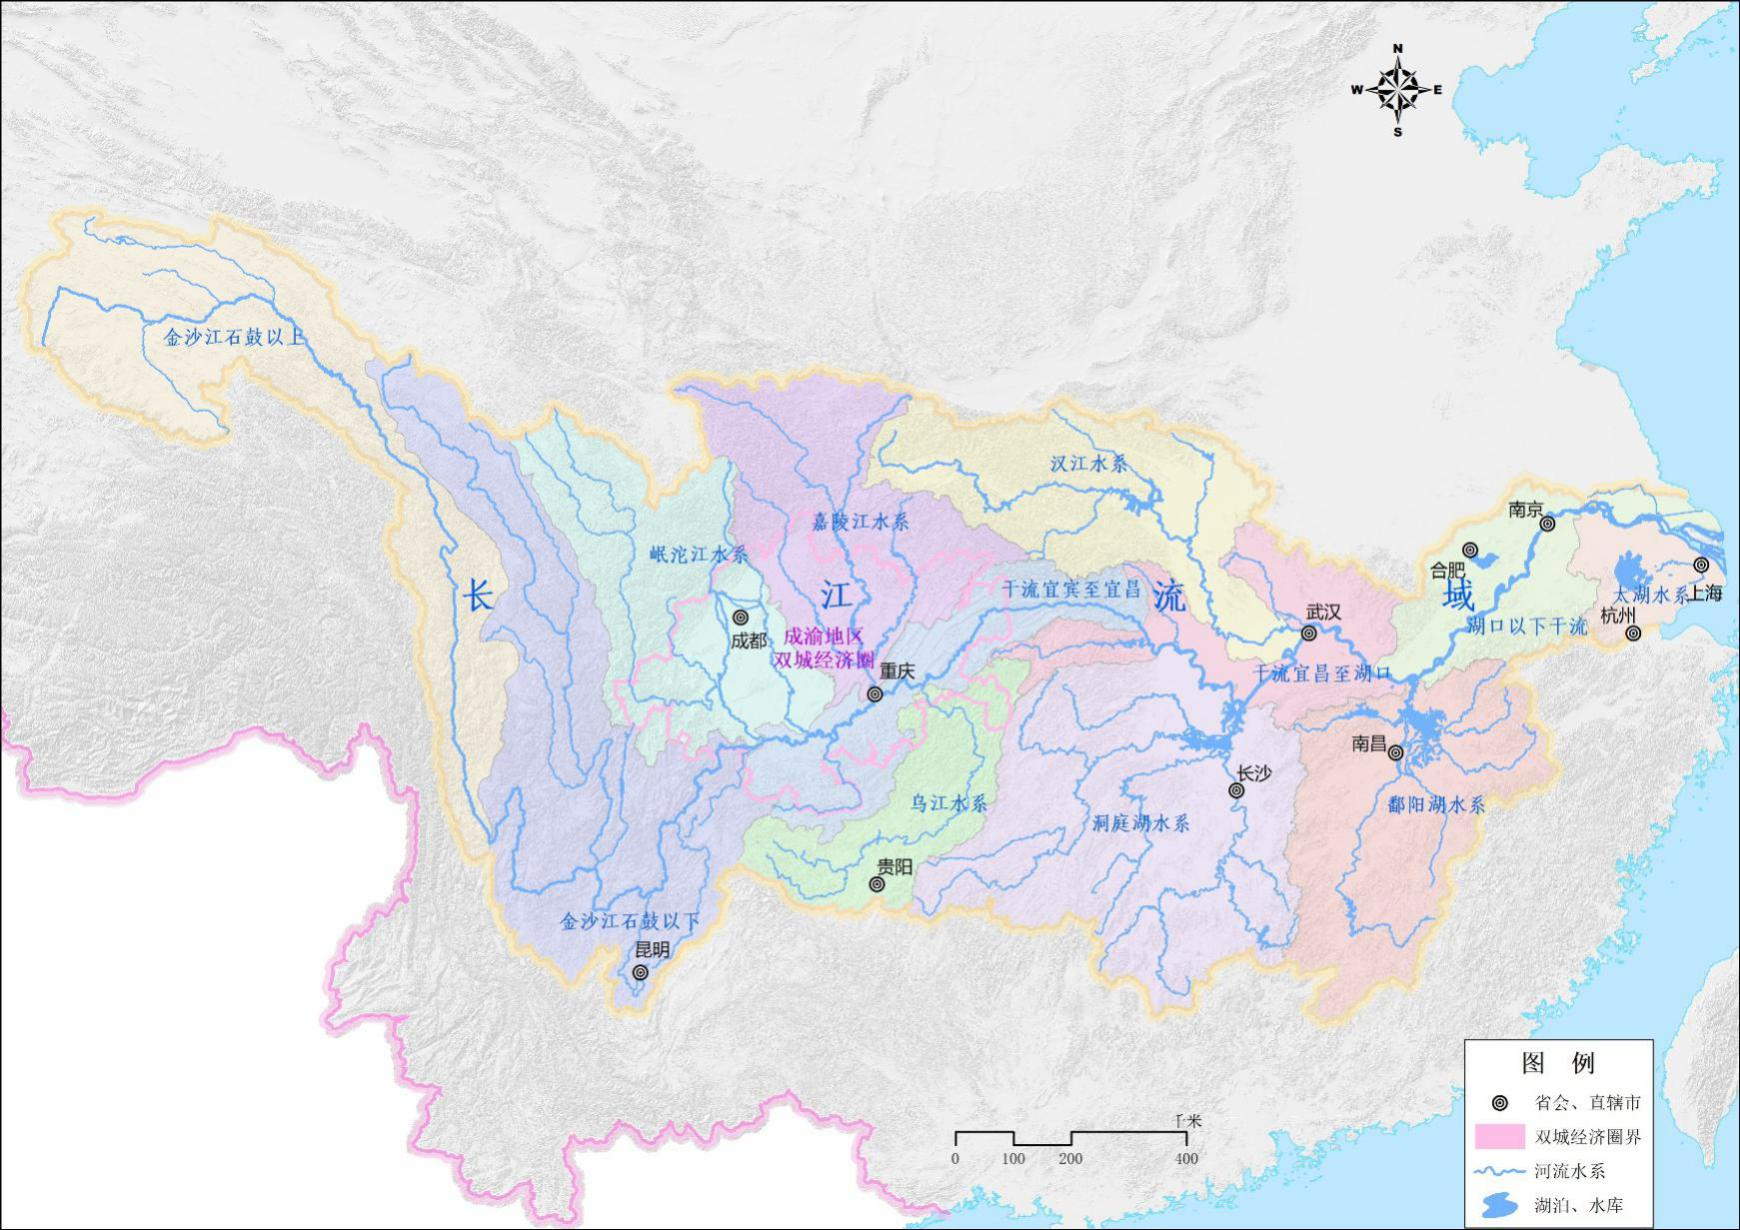 N
W E
S
金沙江石鼓以上
汉江水系
南京
嘉陵江水系
岷沱江水系
合肥
长 江 流 域
干流宜宾至宜昌
太湖水系
上海
武汉
杭州
湖口以下干流
成都
成渝地区
双城经济圈
重庆
干流宜昌至湖口
南昌
长沙
乌江水系
鄱阳湖水系
洞庭湖水系
贵阳
金沙江石鼓以下
昆明
图 例
省会、直辖市
双城经济圈界
河流水系
湖泊、水库
千米
0 100 200 400